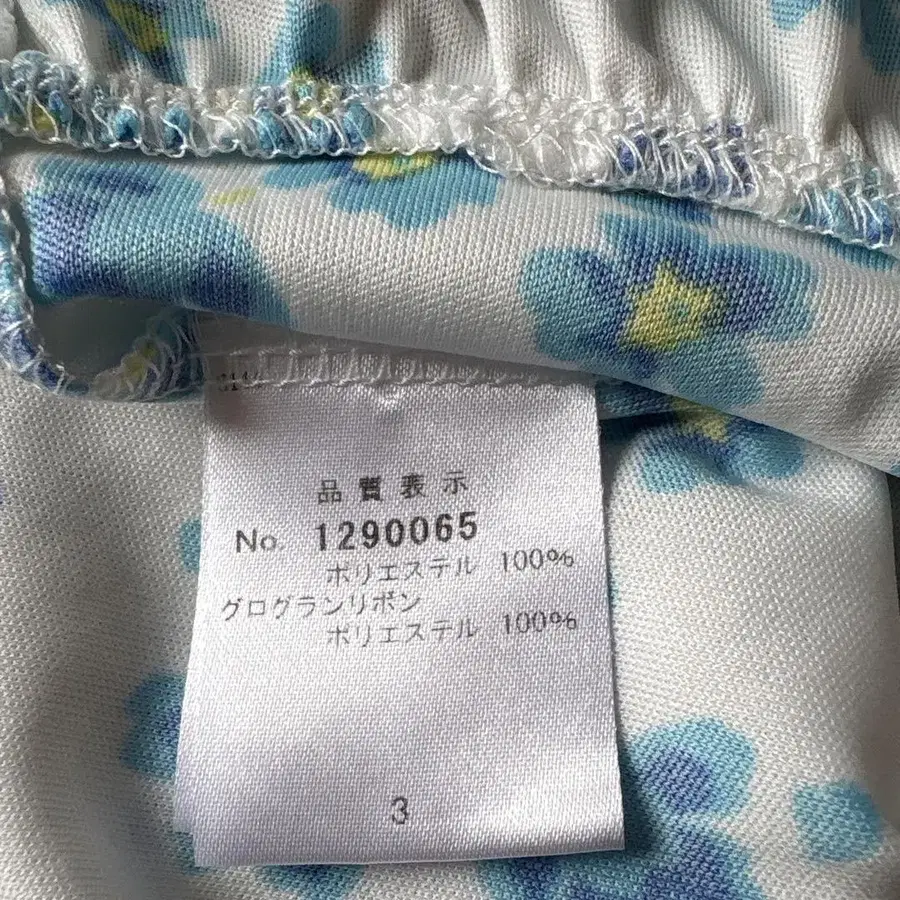 品質表示
No. 1290065
ポリエステル 100%
グログランリボン
ポリエステル 100%
3